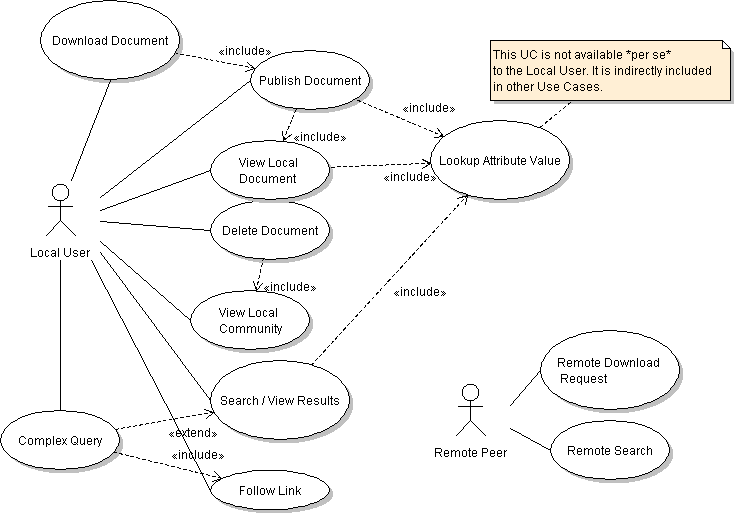 Download Document
«include»
Publish Document
This UC is not available *per se*
to the Local User. It is indirectly included
in other Use Cases.
«include»
«include»
View Local
Document
Lookup Attribute Value
«include»
Delete Document
Local User
«include»
«include»
View Local
Community
Remote Download
Request
Search / View Results
«extend»
Complex Query
«include»
Remote Peer
Remote Search
Follow Link